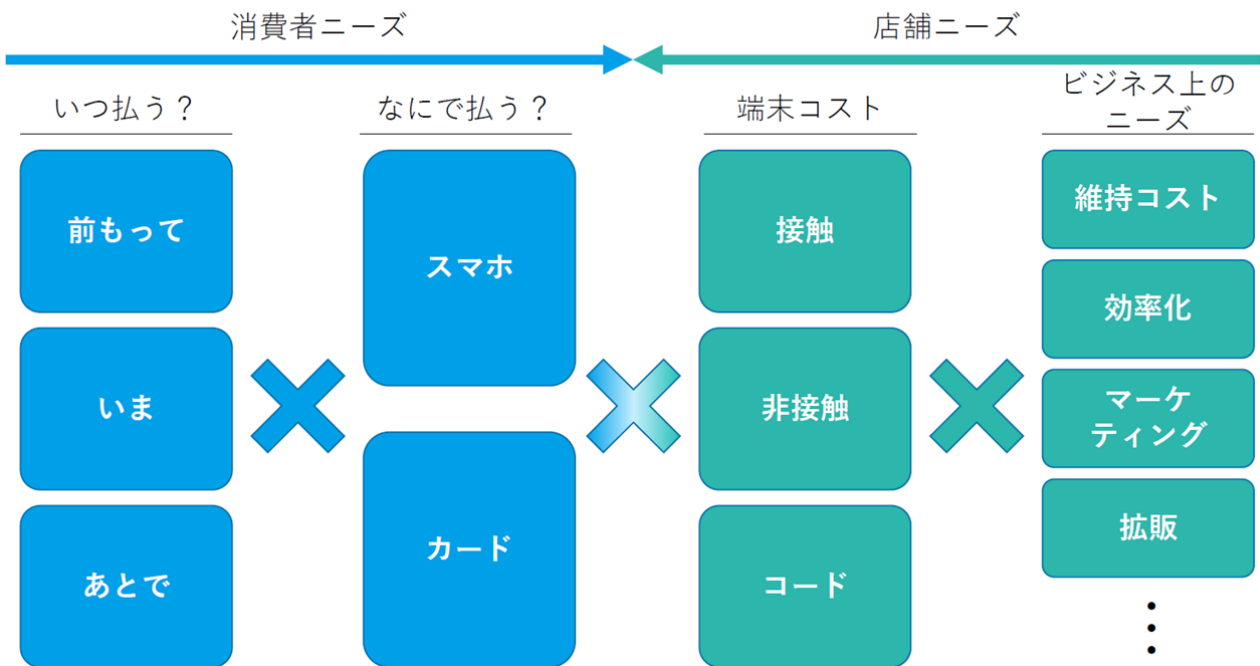 消費者ニーズ
店舗ニーズ
いつ払う？
なにで払う？
端末コスト
ビジネス上の
ニーズ
前もって
いま
あとで
スマホ
カード
接触
非接触
コード
維持コスト
効率化
マーケ
ティング
拡販